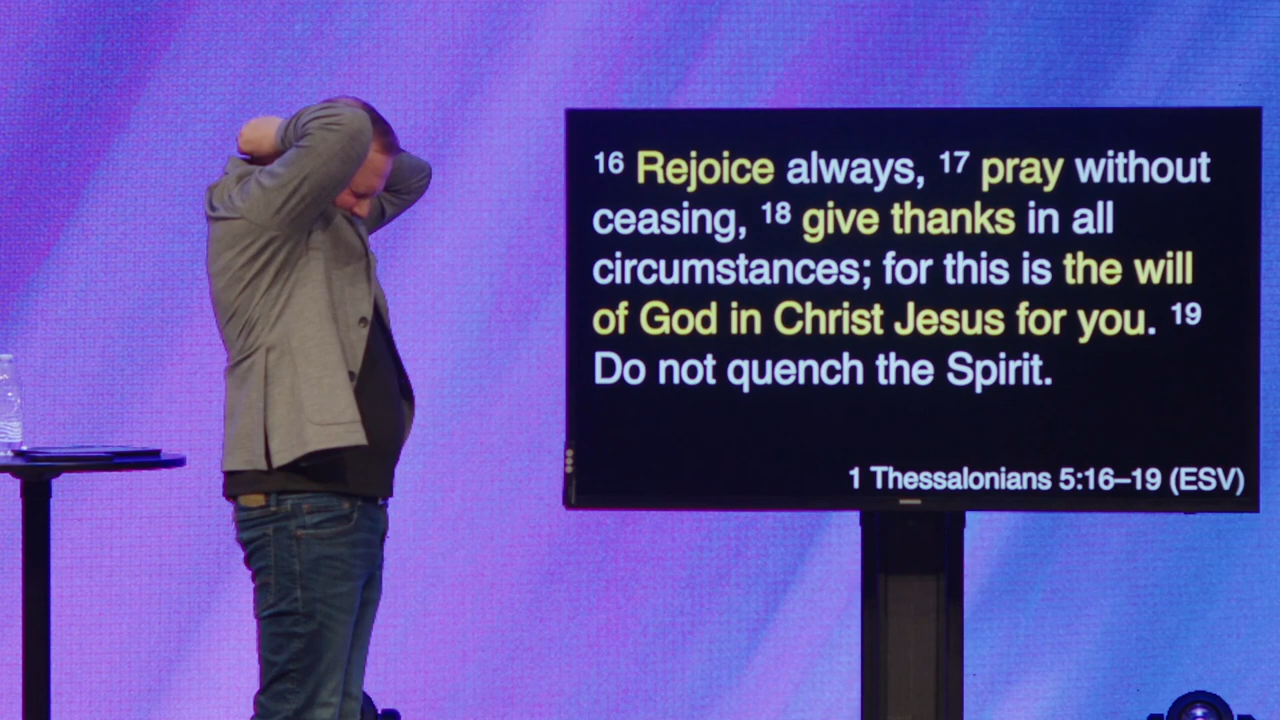 16 Rejoice always, 17 pray without
ceasing, 18 give thanks in all
circumstances; for this is the will
of God in Christ Jesus for you. 19
Do not quench the Spirit.
1 Thessalonians 5:16–19 (ESV)